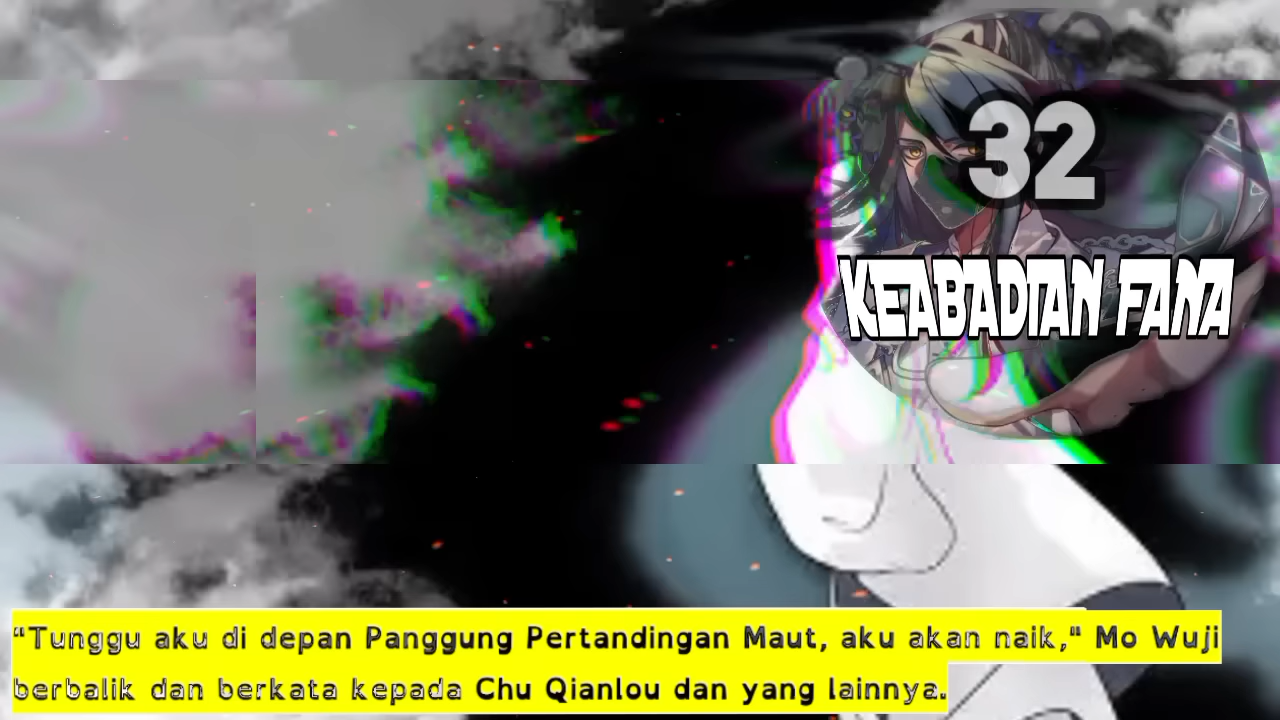 32
KEABADIAN FANA
"Tunggu aku di depan Panggung Pertandingan Maut, aku akan naik," Mo Wuji
berbalik dan berkata kepada Chu Qianlou dan yang lainnya.